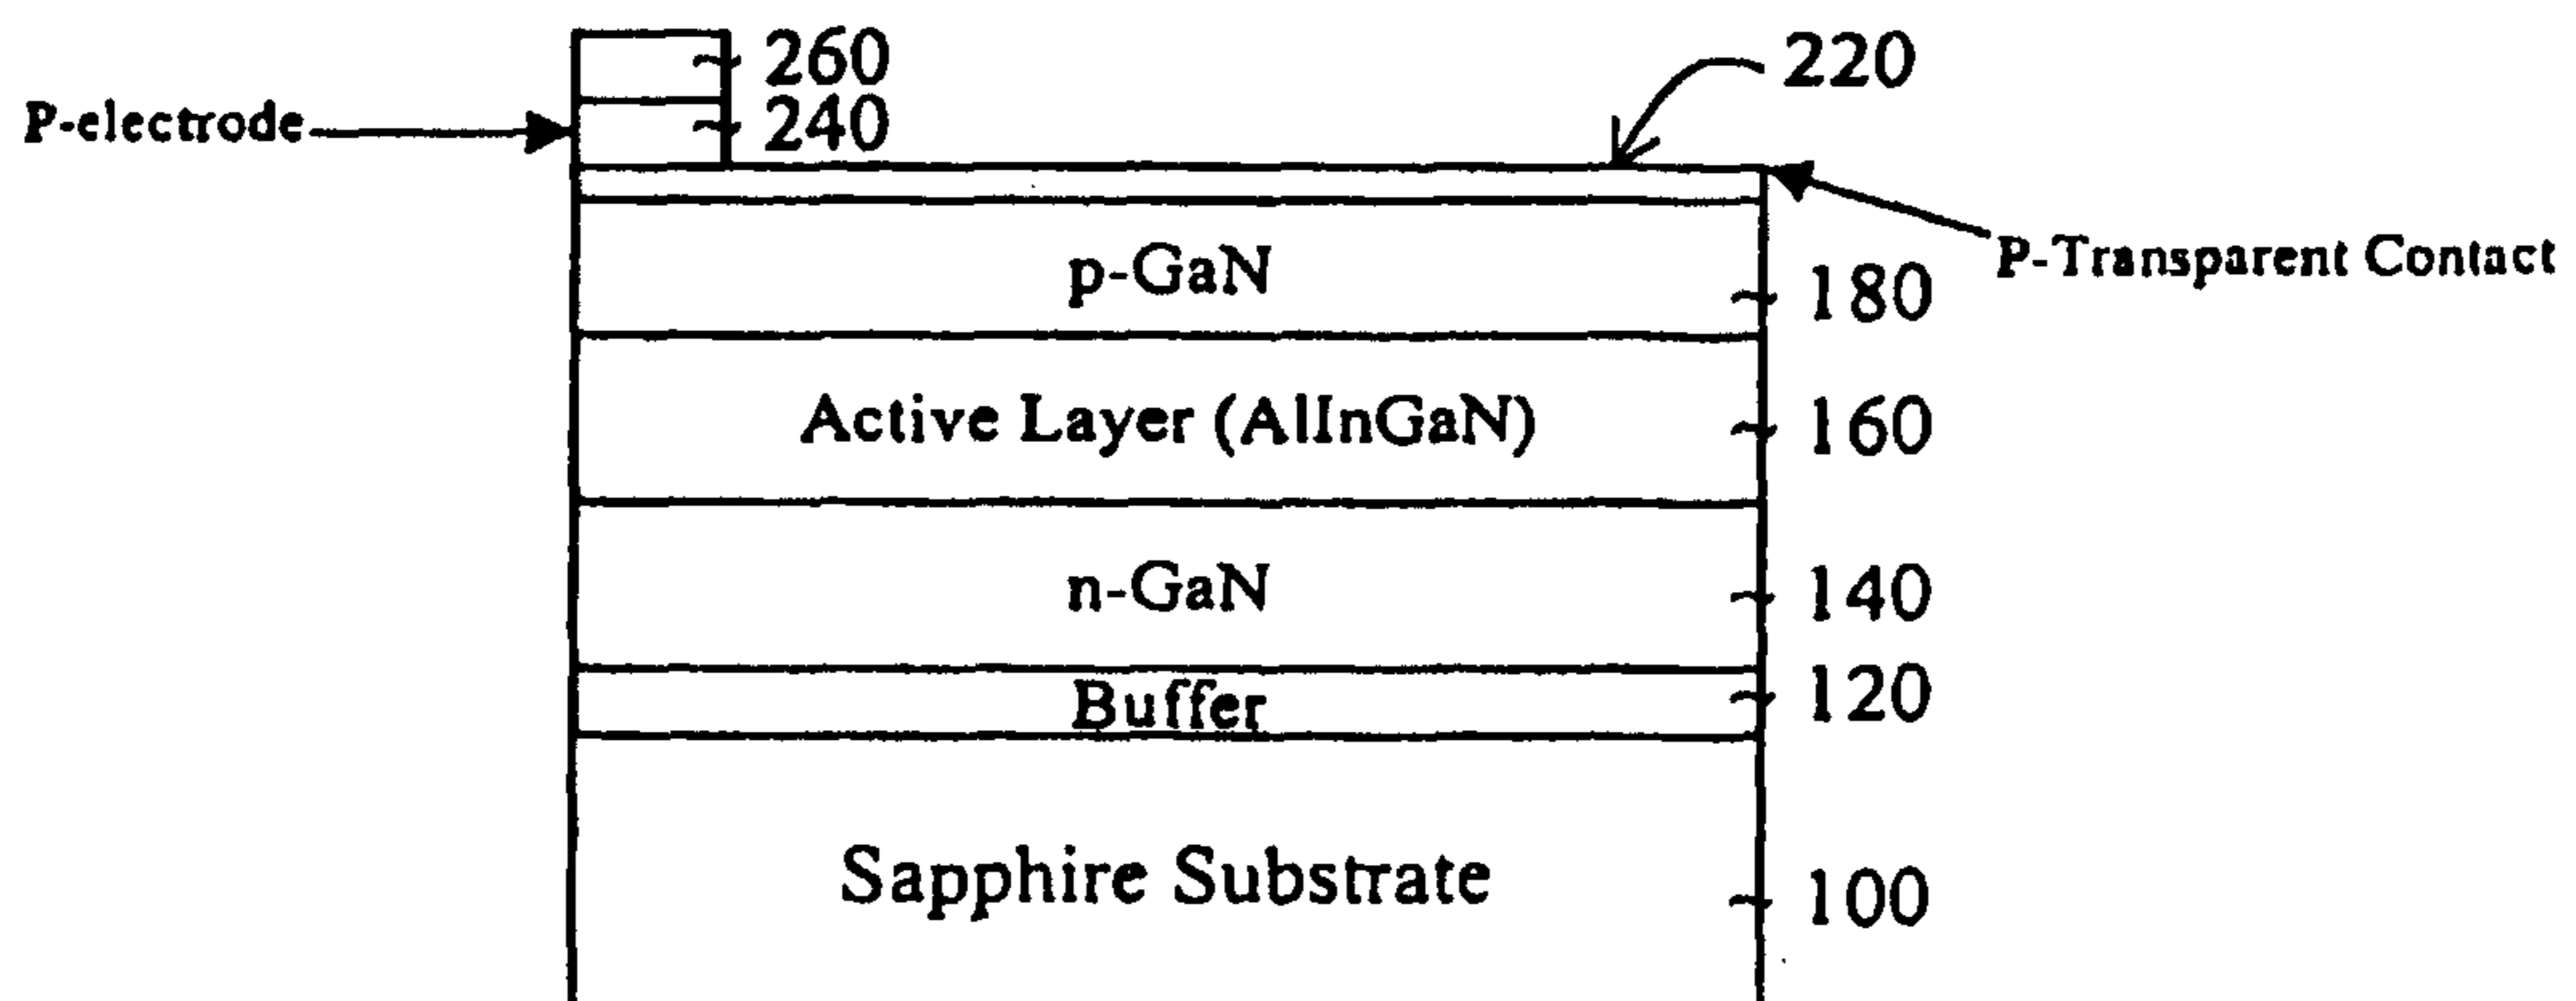 260
220
P-electrode
240
p-GaN
P-Transparent Contact
180
Active Layer (AlInGaN)
160
n-GaN
140
Buffer
120
Sapphire Substrate
100